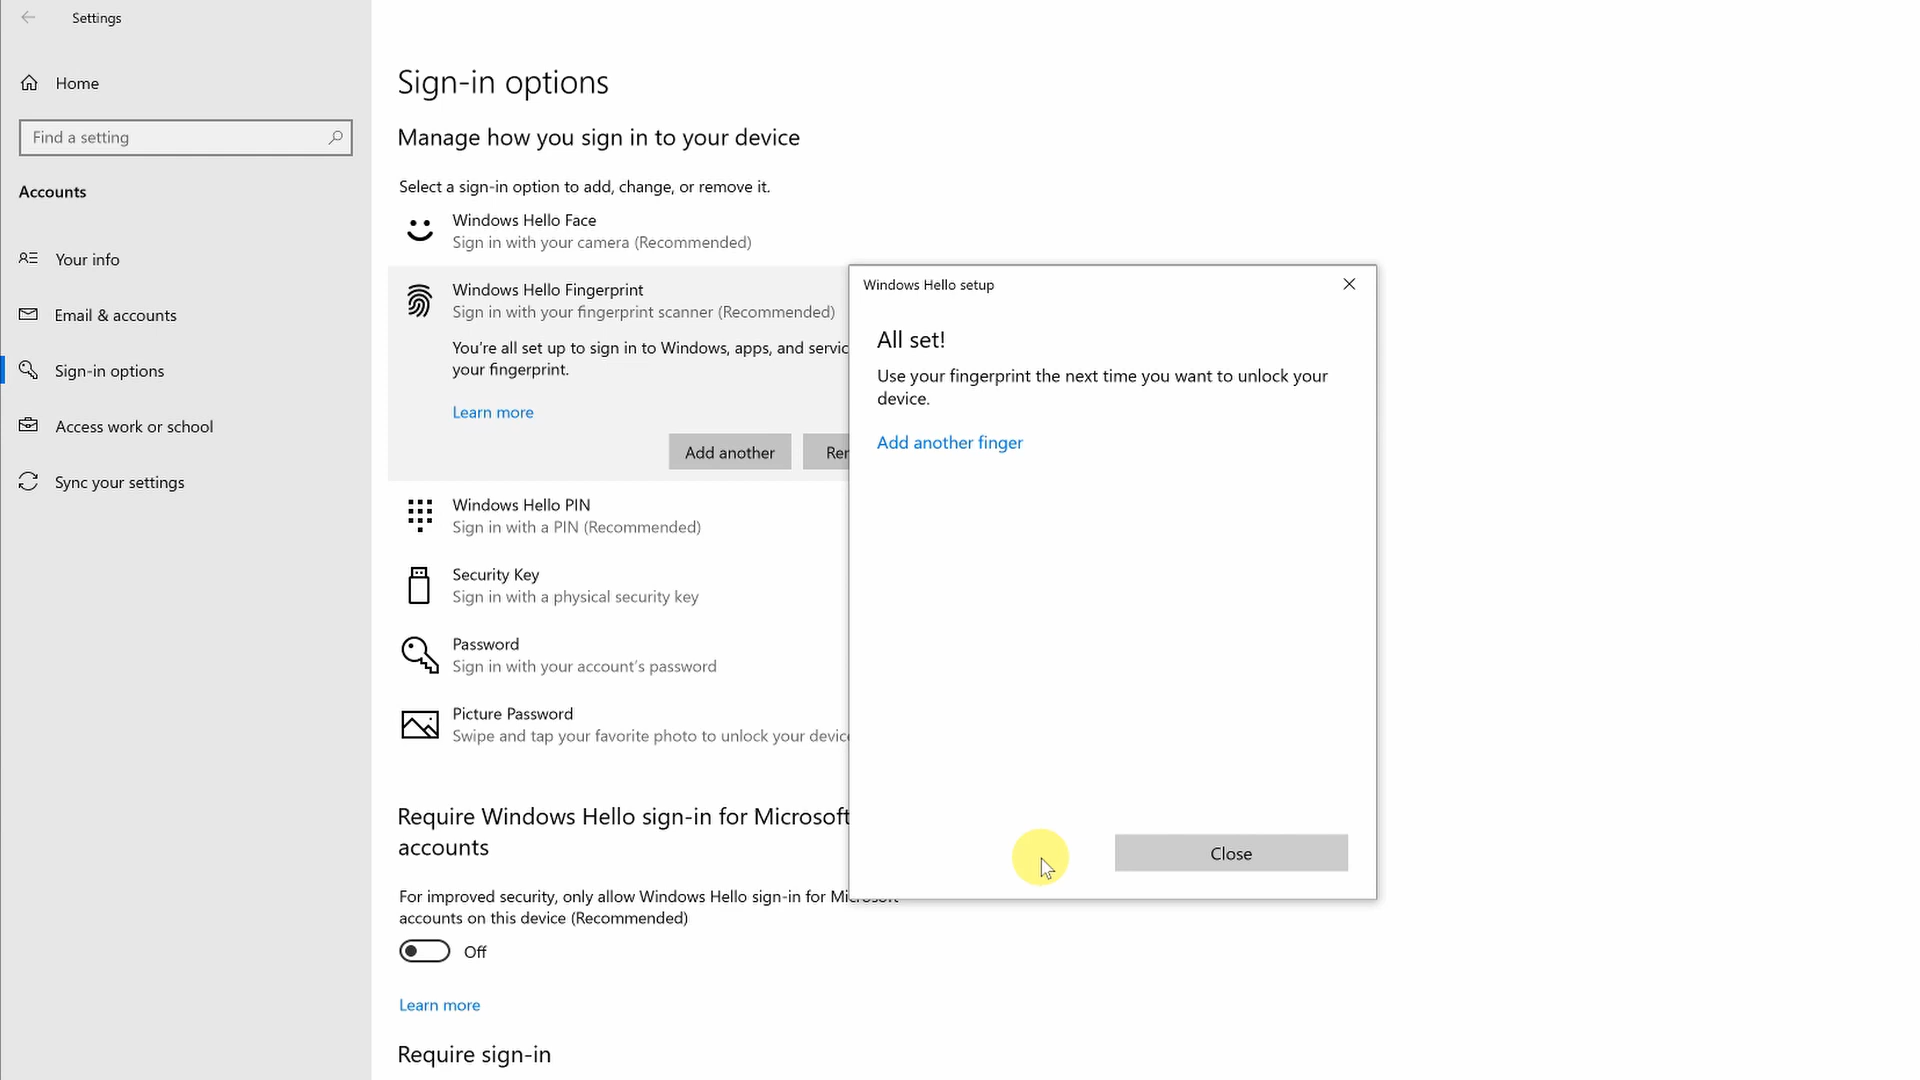 Settings
Home
Find a setting
Accounts
Your info
Email & accounts
Sign-in options
Access work or school
Sync your settings
Sign-in options
Manage how you sign in to your device
Select a sign-in option to add, change, or remove it.
Windows Hello Face
Sign in with your camera (Recommended)
Windows Hello Fingerprint
Sign in with your fingerprint scanner (Recommended)
You're all set up to sign in to Windows, apps, and servic
your fingerprint.
Learn more
Add another
Rer
Windows Hello PIN
Sign in with a PIN (Recommended)
Security Key
Sign in with a physical security key
Password
Sign in with your account's password
Picture Password
Swipe and tap your favorite photo to unlock your device
Require Windows Hello sign-in for Microsoft
accounts
For improved security, only allow Windows Hello sign-in for Microsoft
accounts on this device (Recommended)
Off
Learn more
Require sign-in
Windows Hello setup
All set!
Use your fingerprint the next time you want to unlock your
device.
Add another finger
Close